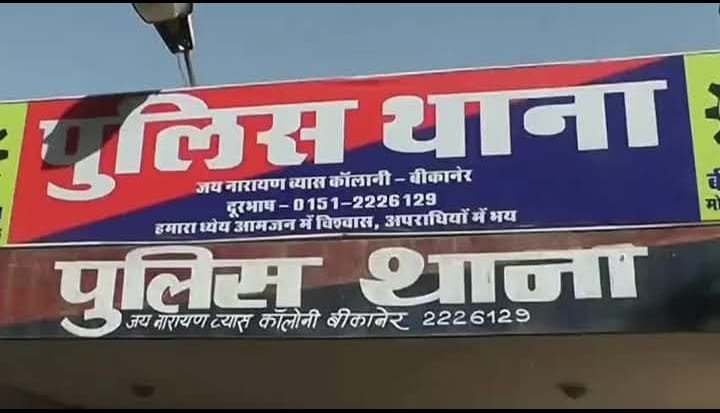 पुलिस थाना
जय नारायण व्यास कॉलानी – बीकानेर
दूरभाष – 0151-2226129
हमारा ध्येय आमजन में विश्वास, अपराधियों में भय
पुलिस थाना
जय नारायण व्यास कॉलोनी बीकानेर 2226129